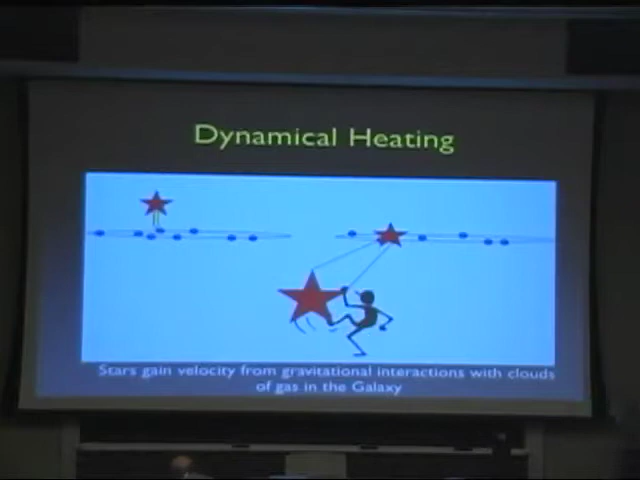 Dynamical Heating
Stars gain velocity from gravitational interactions with clouds
of gas in the Galaxy